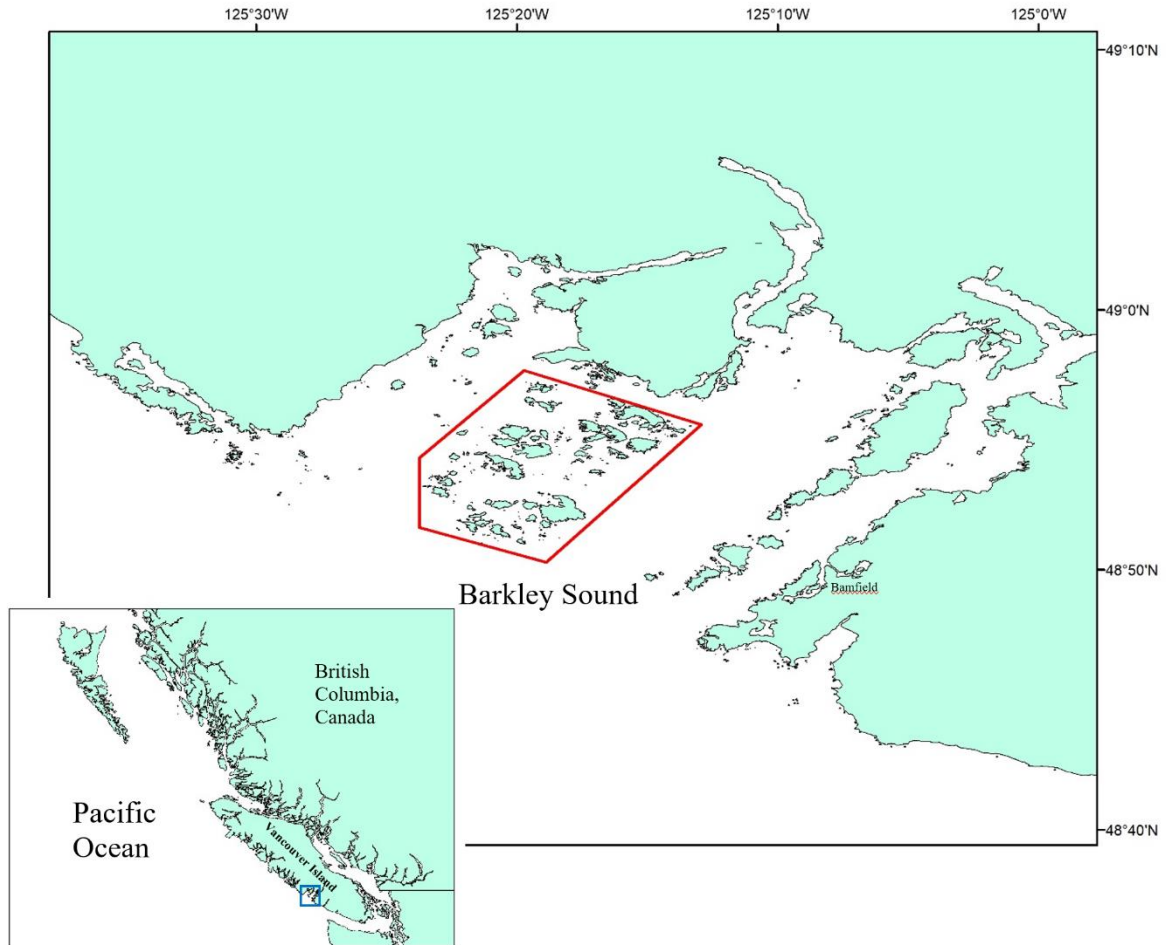 125°30'W
125°20'W
125°10'W
125°0'W
49°10'N
49°0'N
48°50'N
48°40'N
Barkley Sound
Bamfield
British
Columbia,
Canada
Pacific
Ocean
Vancouver Island